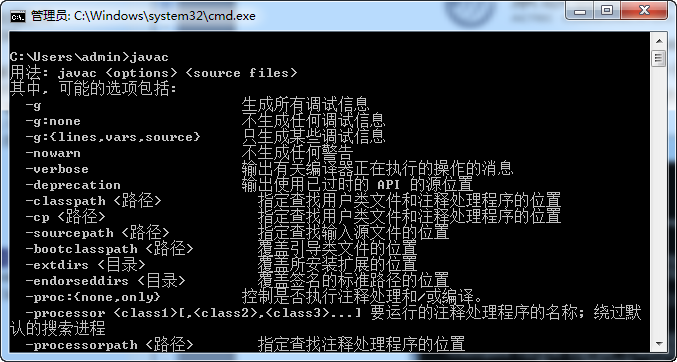 管理员: C:\Windows\system32\cmd.exe
C:\Users\admin>javac
用法: javac <options> <source files>
其中, 可能的选项包括:
-g 生成所有调试信息
-g:none 不生成任何调试信息
-g:{lines,vars,source} 只生成某些调试信息
-nowarn 不生成任何警告
-verbose 输出有关编译器正在执行的操作的消息
-deprecation 输出使用已过时的 API 的源位置
-classpath <路径> 指定查找用户类文件和注释处理程序的位置
-cp <路径> 指定查找用户类文件和注释处理程序的位置
-sourcepath <路径> 指定查找输入源文件的位置
-bootclasspath <路径> 覆盖引导类文件的位置
-extdirs <目录> 覆盖所安装扩展的位置
-endorseddirs <目录> 覆盖签名的标准路径的位置
-proc:{none,only} 控制是否执行注释处理和/或编译。
-processor <class1>[,<class2>,<class3>...] 要运行的注释处理程序的名称; 绕过默
认的搜索进程
-processorpath <路径> 指定查找注释处理程序的位置